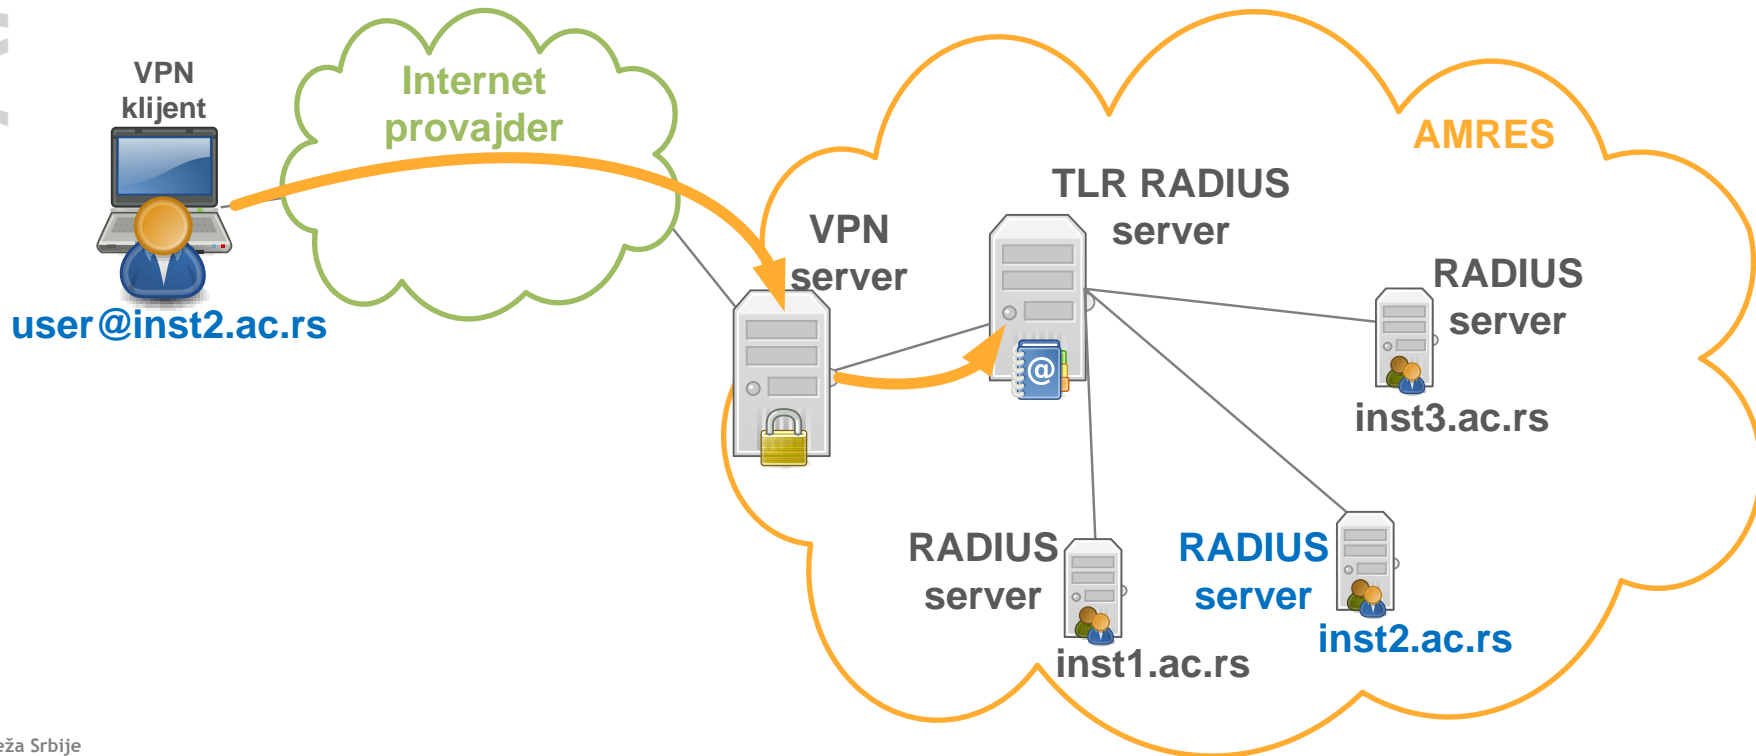 VPN
klijent
user@inst2.ac.rs
Internet
provajder
AMRES
VPN
server
TLR RADIUS
server
@
RADIUS
server
inst3.ac.rs
RADIUS
server
inst1.ac.rs
RADIUS
server
inst2.ac.rs
Srbije